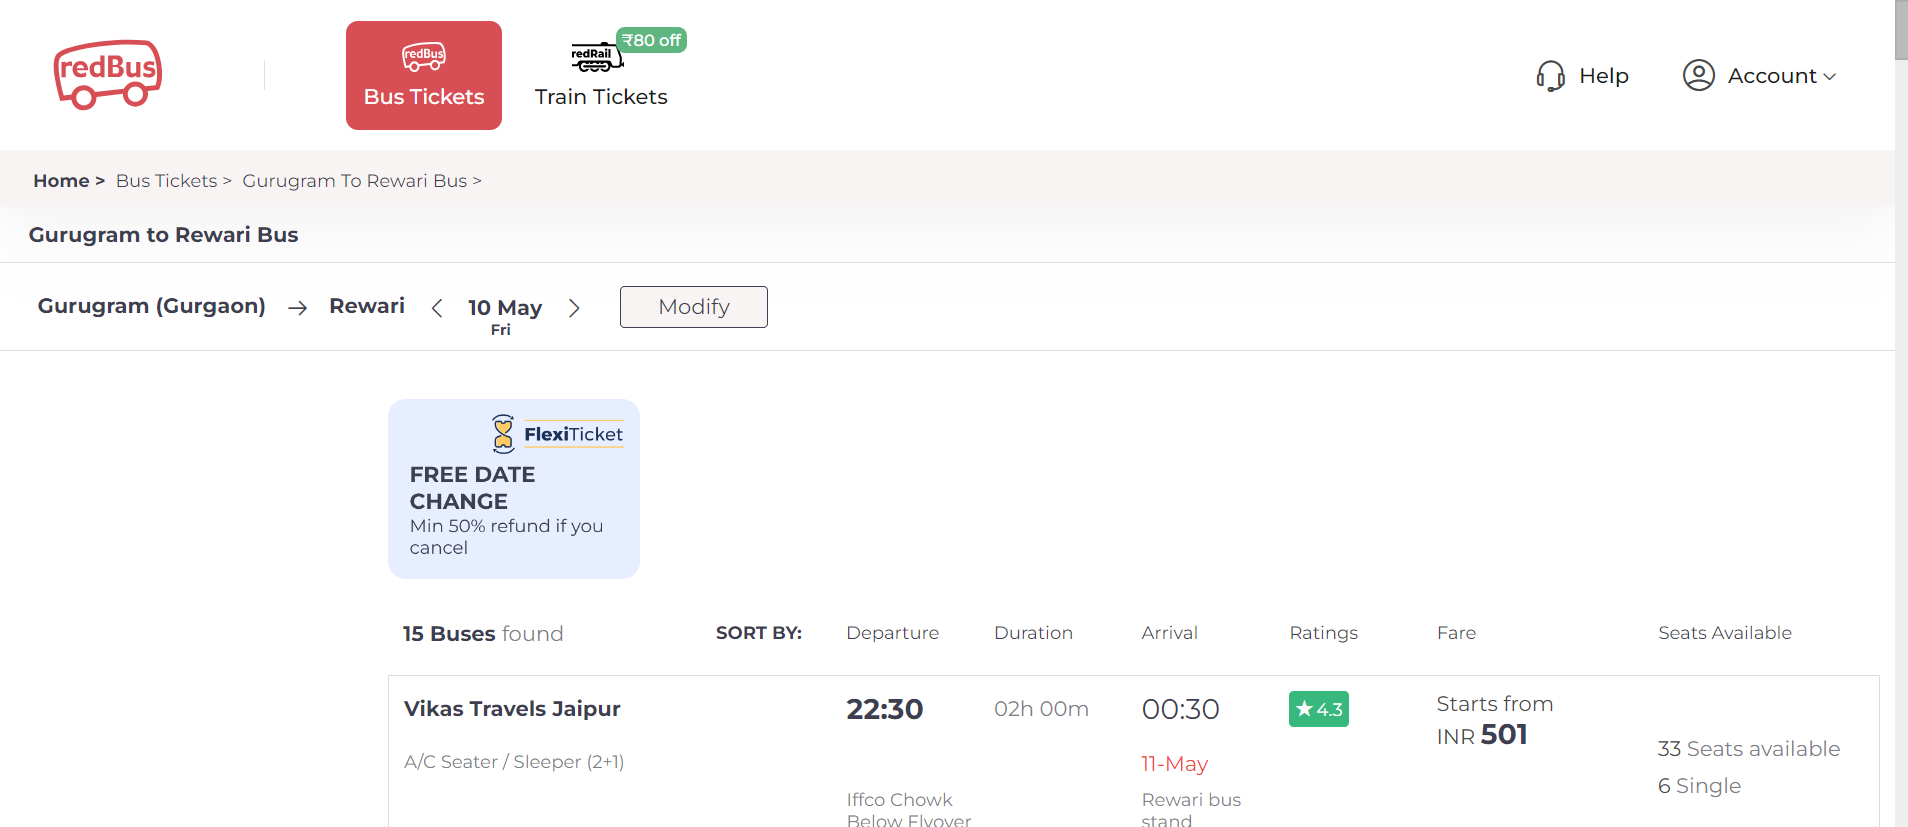 redBus
redBus
Bus Tickets
redRail
₹80 off
Train Tickets
Help
Account
Home > Bus Tickets > Gurugram To Rewari Bus >
Gurugram to Rewari Bus
Gurugram (Gurgaon) → Rewari < 10 May > Modify
Fri
FlexiTicket
FREE DATE
CHANGE
Min 50% refund if you
cancel
15 Buses found SORT BY: Departure Duration Arrival Ratings Fare Seats Available
Vikas Travels Jaipur 22:30 02h 00m 00:30 ★ 4.3 Starts from
INR 501
33 Seats available
A/C Seater / Sleeper (2+1) 11-May
6 Single
Iffco Chowk Rewari bus
Below Flyover stand